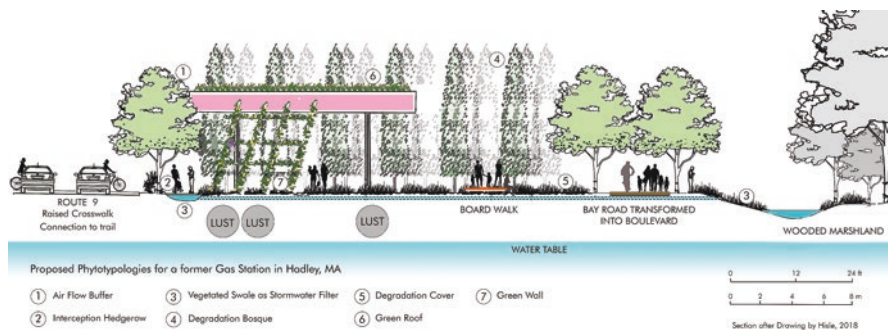 1
6
4
2
7
5
3
3
ROUTE 9
Raised Crosswalk
Connection to trail
LUST
LUST
LUST
BOARD WALK
BAY ROAD TRANSFORMED
INTO BOULEVARD
WOODED MARSHLAND
WATER TABLE
Proposed Phytotypologies for a former Gas Station in Hadley, MA
1 Air Flow Buffer
3 Vegetated Swale as Stormwater Filter
5 Degradation Cover
7 Green Wall
2 Interception Hedgerow
4 Degradation Bosque
6 Green Roof
0 12 24 ft
0 2 4 6 8 m
Section after Drawing by Hisle, 2018